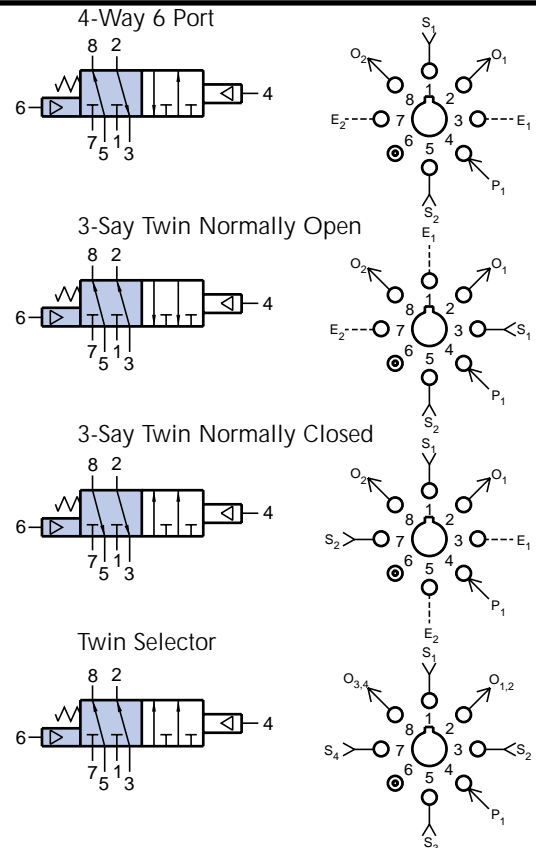 4-Way 6 Port
8 2
6 4
7 5 1 3
S1
O2 O1
8 1 2
E2 7 3 E1
6 5 4
P1
S2
3-Say Twin Normally Open
8 2
6 4
7 5 1 3
E1
O2 O1
8 1 2
E2 7 3 S1
6 5 4
P1
S2
3-Say Twin Normally Closed
8 2
6 4
7 5 1 3
S1
O2 O1
8 1 2
S2 7 3 E1
6 5 4
P1
E2
Twin Selector
8 2
6 4
7 5 1 3
S1
O3,4 O1,2
8 1 2
S4 7 3 S2
6 5 4
P1
S3